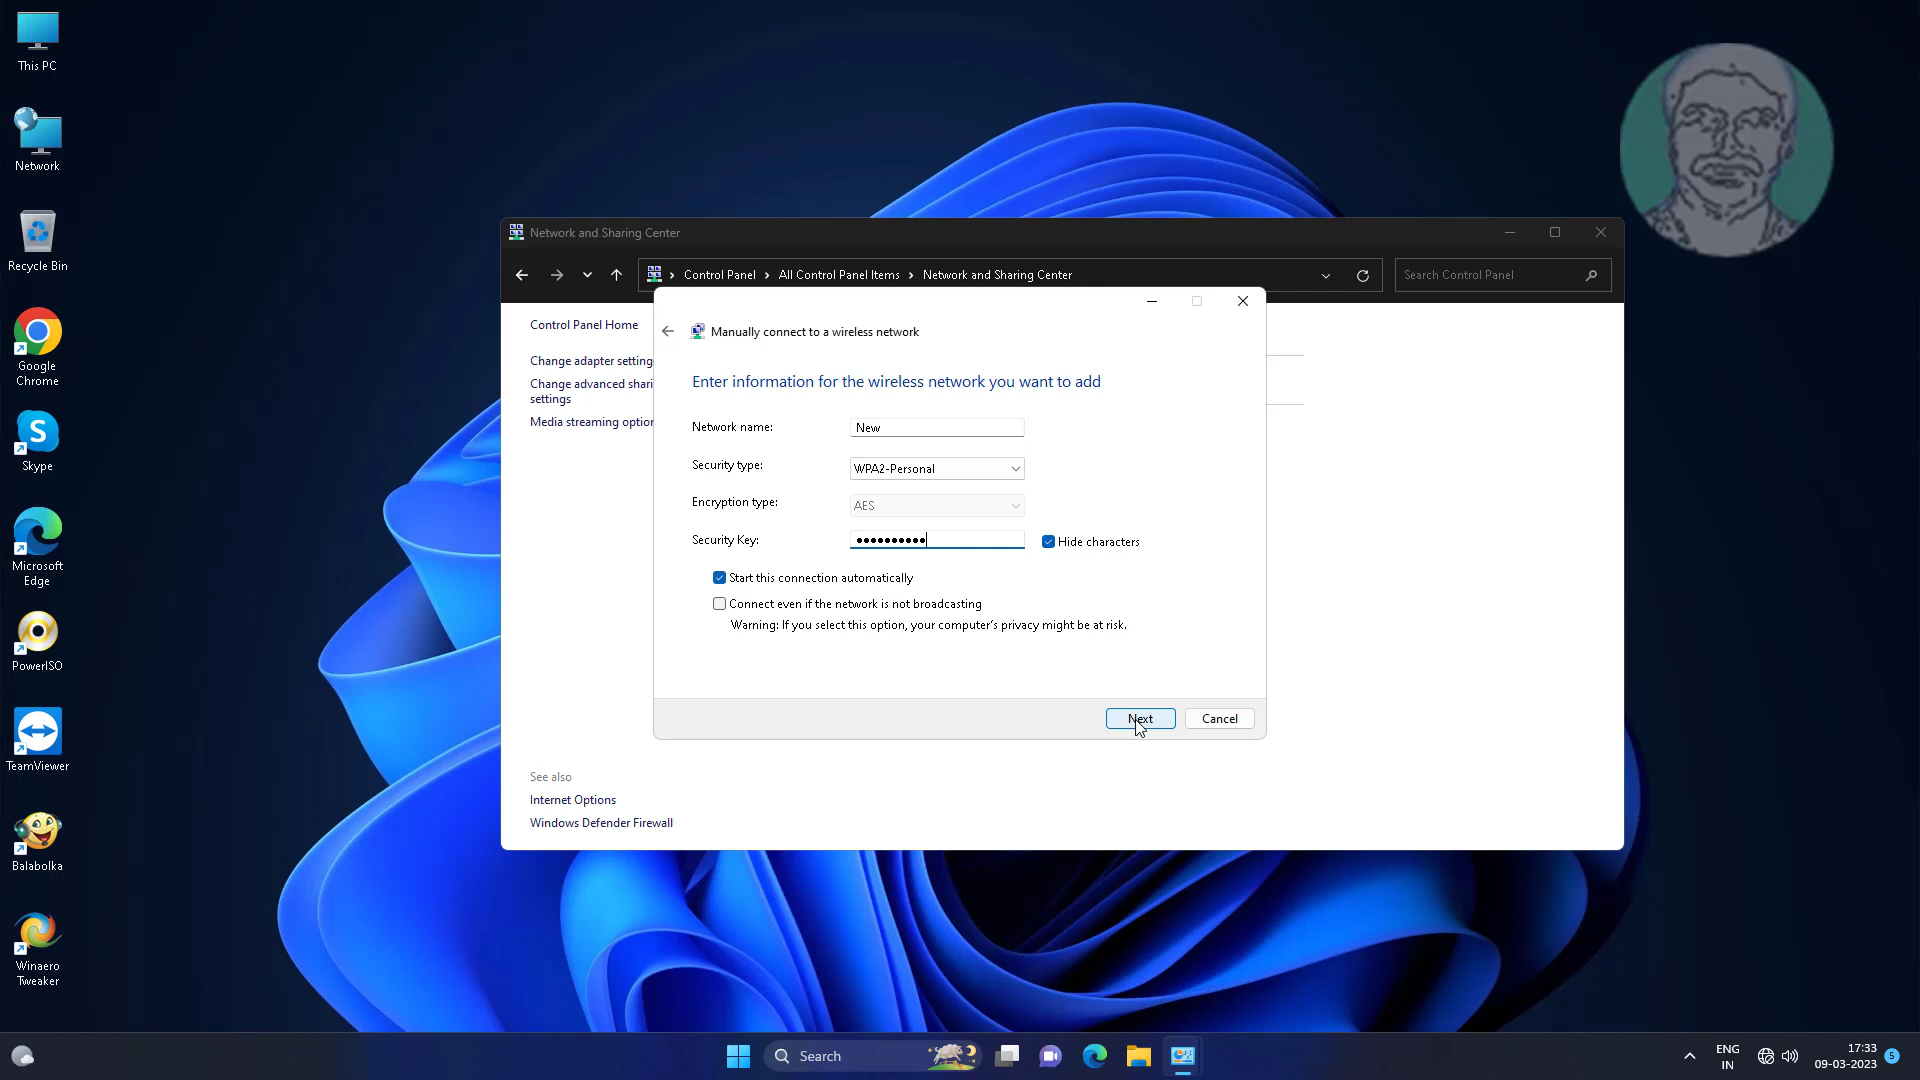 This PC
Network
Recycle Bin
Google
Chrome
Skype
Microsoft
Edge
PowerISO
TeamViewer
Balabolka
Winaero
Tweaker
Network and Sharing Center
Control Panel > All Control Panel Items > Network and Sharing Center
Search Control Panel
Control Panel Home
Change adapter setting
Change advanced shari
settings
Media streaming option
See also
Internet Options
Windows Defender Firewall
Manually connect to a wireless network
Enter information for the wireless network you want to add
Network name: New
Security type: WPA2-Personal
Encryption type: AES
Security Key: ••••••••••
Hide characters
Start this connection automatically
Connect even if the network is not broadcasting
Warning: If you select this option, your computer's privacy might be at risk.
Next
Cancel
Search
ENG
IN
17:33
09-03-2023
5